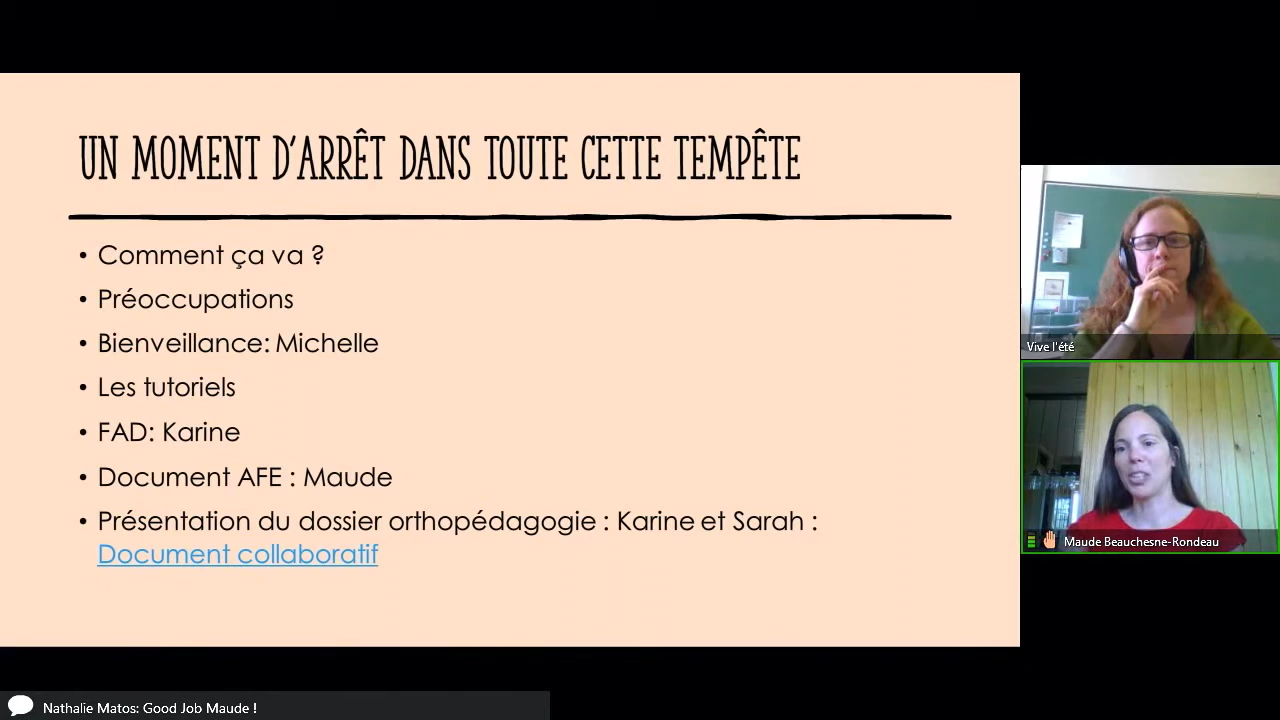 UN MOMENT D'ARRÊT DANS TOUTE CETTE TEMPÊTE
• Comment ça va ?
• Préoccupations
• Bienveillance: Michelle
• Les tutoriels
• FAD: Karine
• Document AFE : Maude
• Présentation du dossier orthopédagogie : Karine et Sarah :
Document collaboratif
Vive l'été
Maude Beauchesne-Rondeau
Nathalie Matos: Good Job Maude !